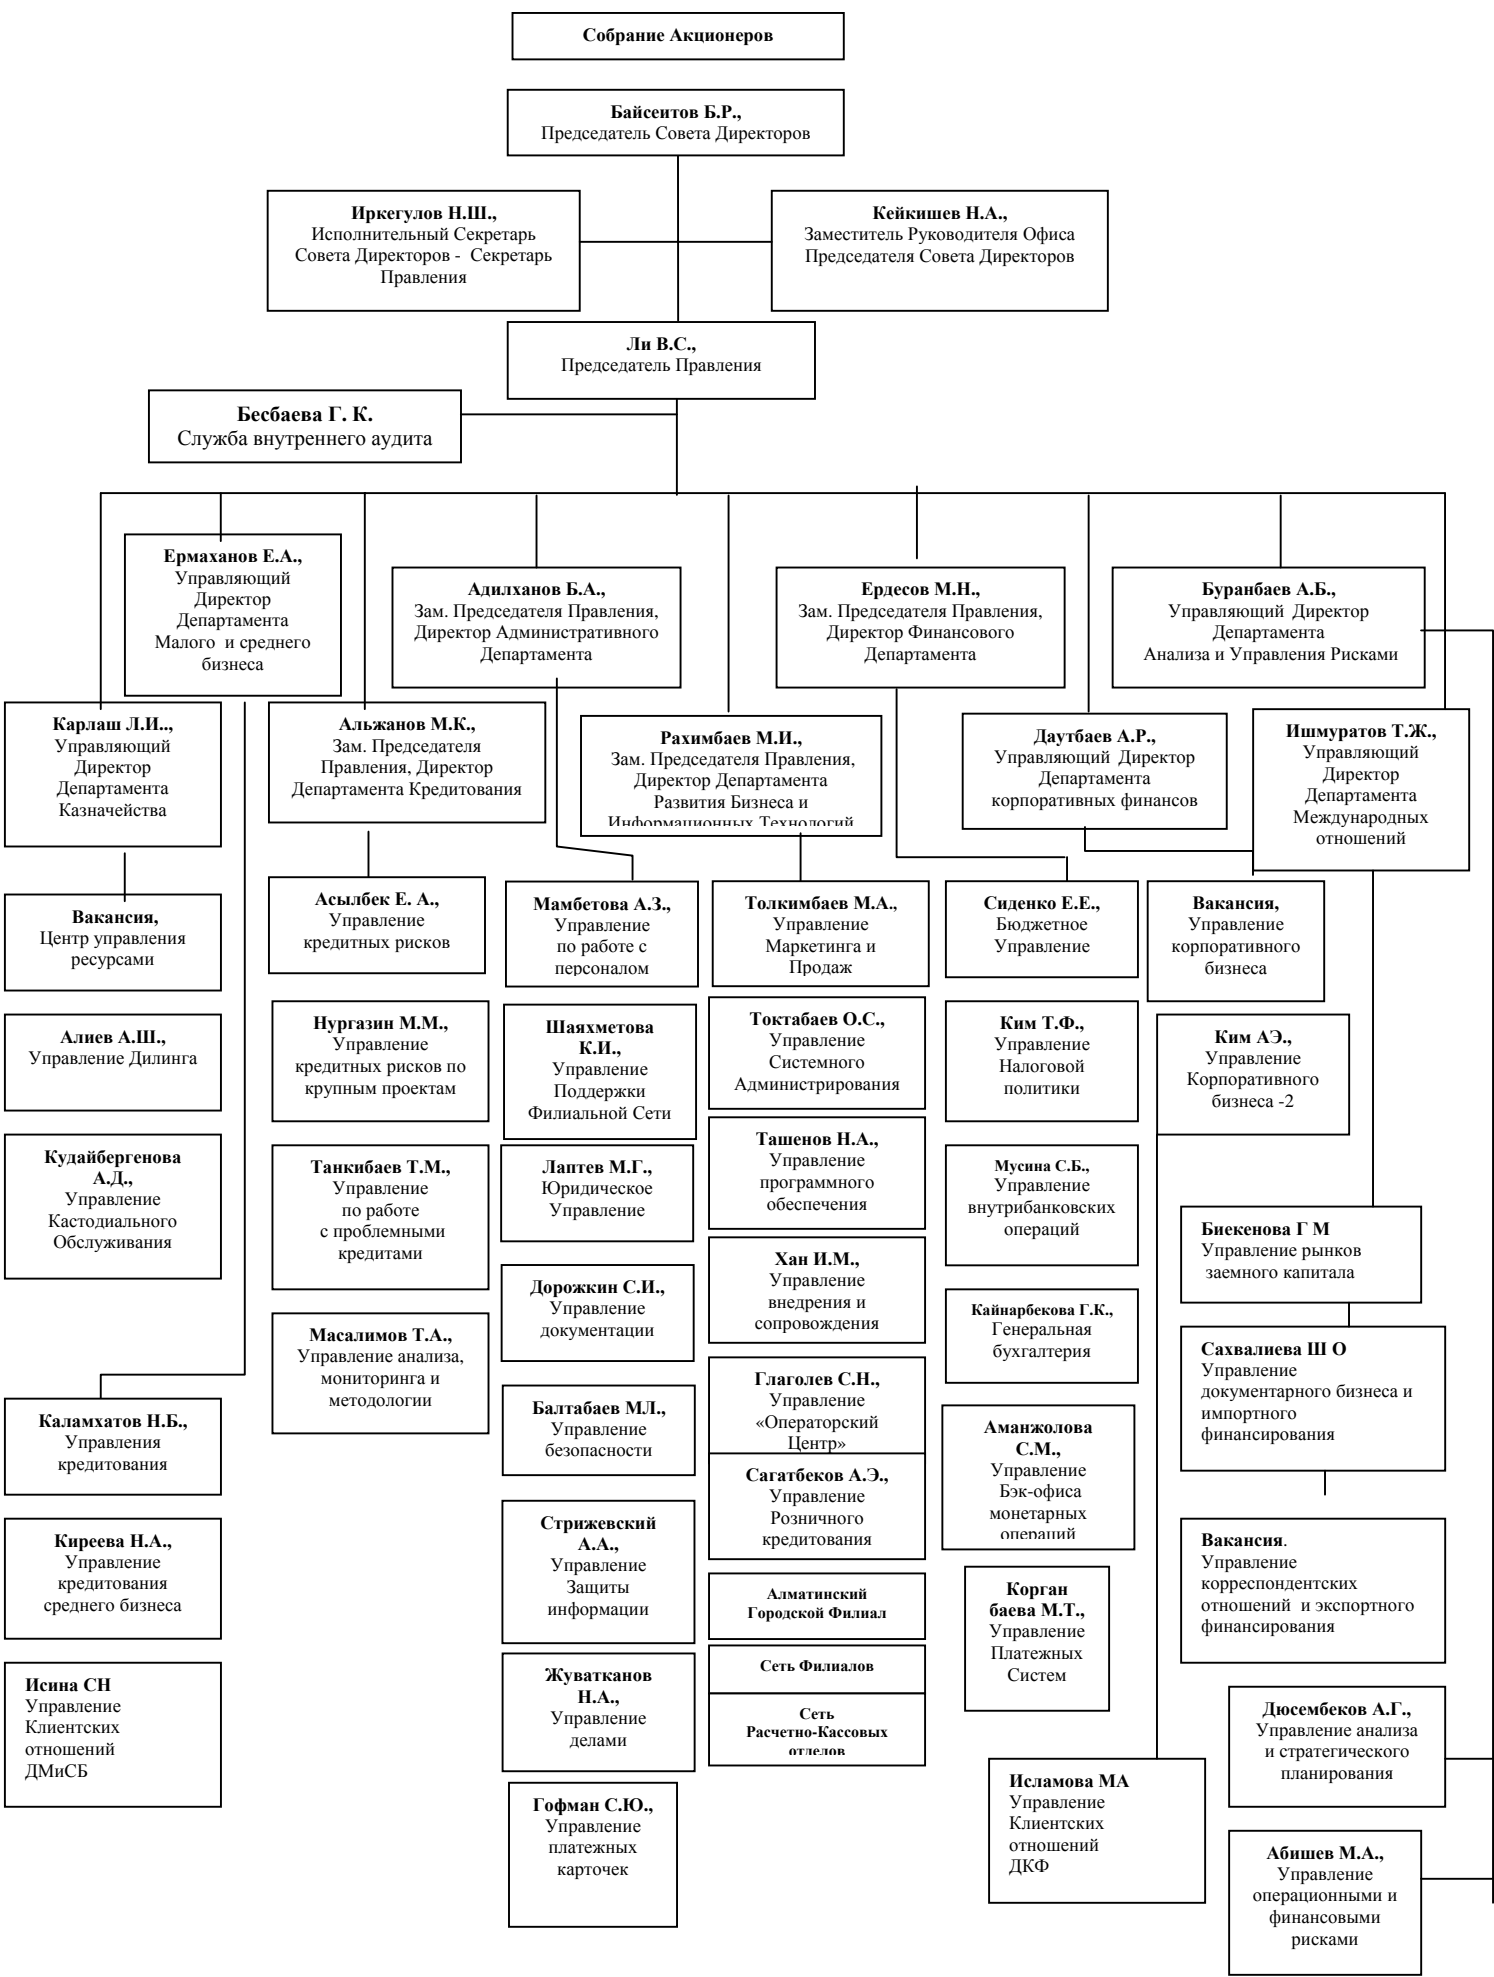 Собрание Акционеров
Байсеитов Б.Р.,
Председатель Совета Директоров
Иркегулов Н.Ш.,
Исполнительный Секретарь
Совета Директоров - Секретарь
Правления
Кейкишев Н.А.,
Заместитель Руководителя Офиса
Председателя Совета Директоров
Ли В.С.,
Председатель Правления
Бесбаева Г. К.
Служба внутреннего аудита
Ермаханов Е.А.,
Управляющий
Директор
Департамента
Малого и среднего
бизнеса
Адилханов Б.А.,
Зам. Председателя Правления,
Директор Административного
Департамента
Ердесов М.Н.,
Зам. Председателя Правления,
Директор Финансового
Департамента
Буранбаев А.Б.,
Управляющий Директор
Департамента
Анализа и Управления Рисками
Карлаш Л.И..,
Управляющий
Директор
Департамента
Казначейства
Альжанов М.К.,
Зам. Председателя
Правления, Директор
Департамента Кредитования
Рахимбаев М.И.,
Зам. Председателя Правления,
Директор Департамента
Развития Бизнеса и
Информационных Технологий
Даутбаев А.Р.,
Управляющий Директор
Департамента
корпоративных финансов
Ишмуратов Т.Ж.,
Управляющий
Директор
Департамента
Международных
отношений
Вакансия,
Центр управления
ресурсами
Алиев А.Ш.,
Управление Дилинга
Кудайбергенова
А.Д.,
Управление
Кастодиального
Обслуживания
Каламхатов Н.Б.,
Управления
кредитования
Киреева Н.А.,
Управление
кредитования
среднего бизнеса
Исина СН
Управление
Клиентских
отношений
ДМиСБ
Асылбек Е. А.,
Управление
кредитных рисков
Нургазин М.М.,
Управление
кредитных рисков по
крупным проектам
Танкибаев Т.М.,
Управление
по работе
с проблемными
кредитами
Масалимов Т.А.,
Управление анализа,
мониторинга и
методологии
Мамбетова А.З.,
Управление
по работе с
персоналом
Шаяхметова
К.И.,
Управление
Поддержки
Филиальной Сети
Лаптев М.Г.,
Юридическое
Управление
Дорожкин С.И.,
Управление
документации
Балтабаев МЛ.,
Управление
безопасности
Стрижевский
А.А.,
Управление
Защиты
информации
Жуватканов
Н.А.,
Управление
делами
Гофман С.Ю.,
Управление
платежных
карточек
Толкимбаев М.А.,
Управление
Маркетинга и
Продаж
Токтабаев О.С.,
Управление
Системного
Администрирования
Ташенов Н.А.,
Управление
программного
обеспечения
Хан И.М.,
Управление
внедрения и
сопровождения
Глаголев С.Н.,
Управление
«Операторский
Центр»
Сагатбеков А.Э.,
Управление
Розничного
кредитования
Алматинский
Городской Филиал
Сеть Филиалов
Сеть
Расчетно-Кассовых
отделов
Сиденко Е.Е.,
Бюджетное
Управление
Ким Т.Ф.,
Управление
Налоговой
политики
Мусина С.Б.,
Управление
внутрибанковских
операций
Кайнарбекова Г.К.,
Генеральная
бухгалтерия
Аманжолова
С.М.,
Управление
Бэк-офиса
монетарных
операций
Корган
баева М.Т.,
Управление
Платежных
Систем
Вакансия,
Управление
корпоративного
бизнеса
Ким АЭ.,
Управление
Корпоративного
бизнеса -2
Исламова МА
Управление
Клиентских
отношений
ДКФ
Биекенова Г М
Управление рынков
заемного капитала
Сахвалиева Ш О
Управление
документарного бизнеса и
импортного
финансирования
Вакансия.
Управление
корреспондентских
отношений и экспортного
финансирования
Дюсембеков А.Г.,
Управление анализа
и стратегического
планирования
Абишев М.А.,
Управление
операционными и
финансовыми
рисками